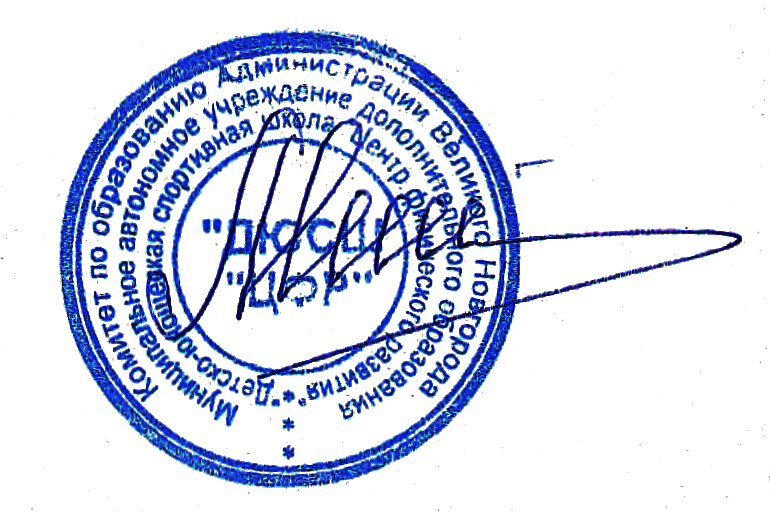 Комитет по образованию Администрации Великого Новгорода
Муниципальное автономное учреждение дополнительного образования
"Детско-юношеская спортивная школа "Центр физического развития"
* * *
"ДЮСШ
"ЦФР"